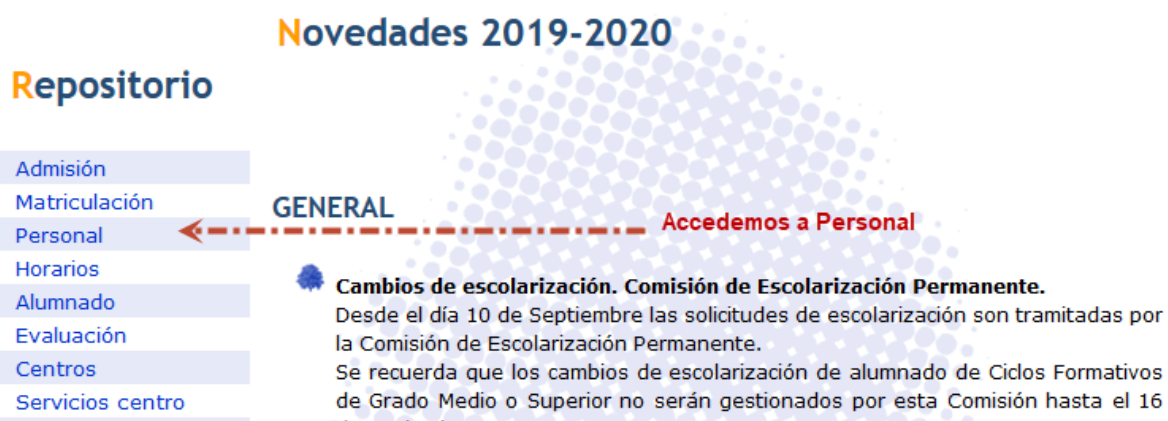 Novedades 2019-2020
Repositorio
Admisión
Matriculación
Personal
Horarios
Alumnado
Evaluación
Centros
Servicios centro
GENERAL
Accedemos a Personal
Cambios de escolarización. Comisión de Escolarización Permanente.
Desde el día 10 de Septiembre las solicitudes de escolarización son tramitadas por
la Comisión de Escolarización Permanente.
Se recuerda que los cambios de escolarización de alumnado de Ciclos Formativos
de Grado Medio o Superior no serán gestionados por esta Comisión hasta el 16